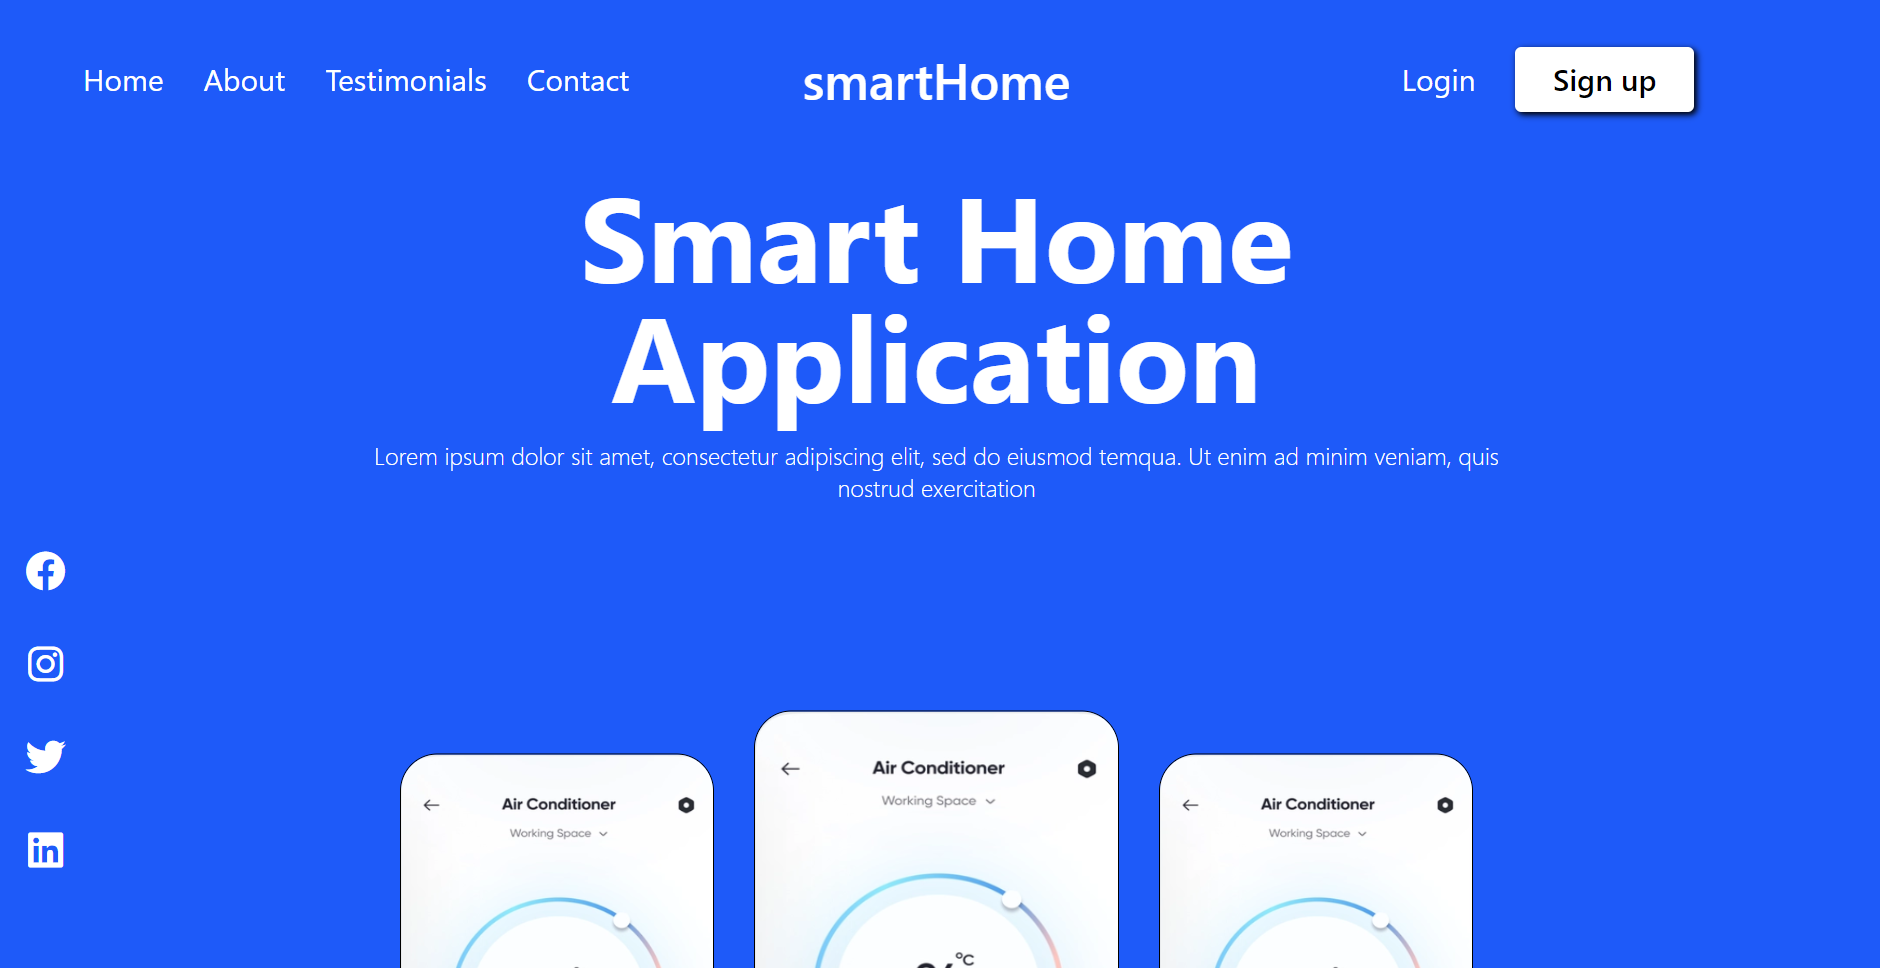 Home About Testimonials Contact
smartHome
Login
Sign up
Smart Home
Application
Lorem ipsum dolor sit amet, consectetur adipiscing elit, sed do eiusmod temqua. Ut enim ad minim veniam, quis
nostrud exercitation
Air Conditioner
Working Space
°C
Air Conditioner
Working Space
Air Conditioner
Working Space